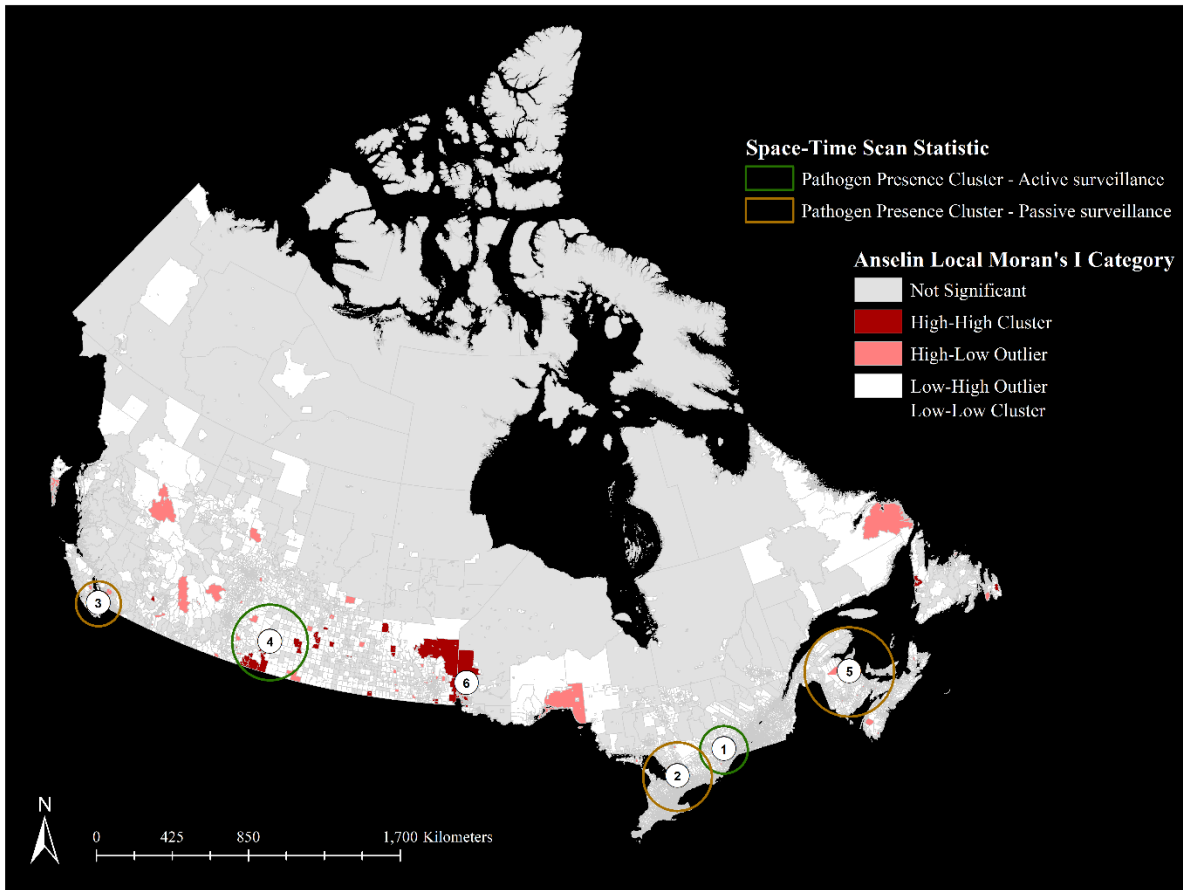 Space-Time Scan Statistic
Pathogen Presence Cluster - Active surveillance
Pathogen Presence Cluster - Passive surveillance
Anselin Local Moran's I Category
Not Significant
High-High Cluster
High-Low Outlier
Low-High Outlier
Low-Low Cluster
3
4
6
5
1
2
N
0 425 850 1,700 Kilometers